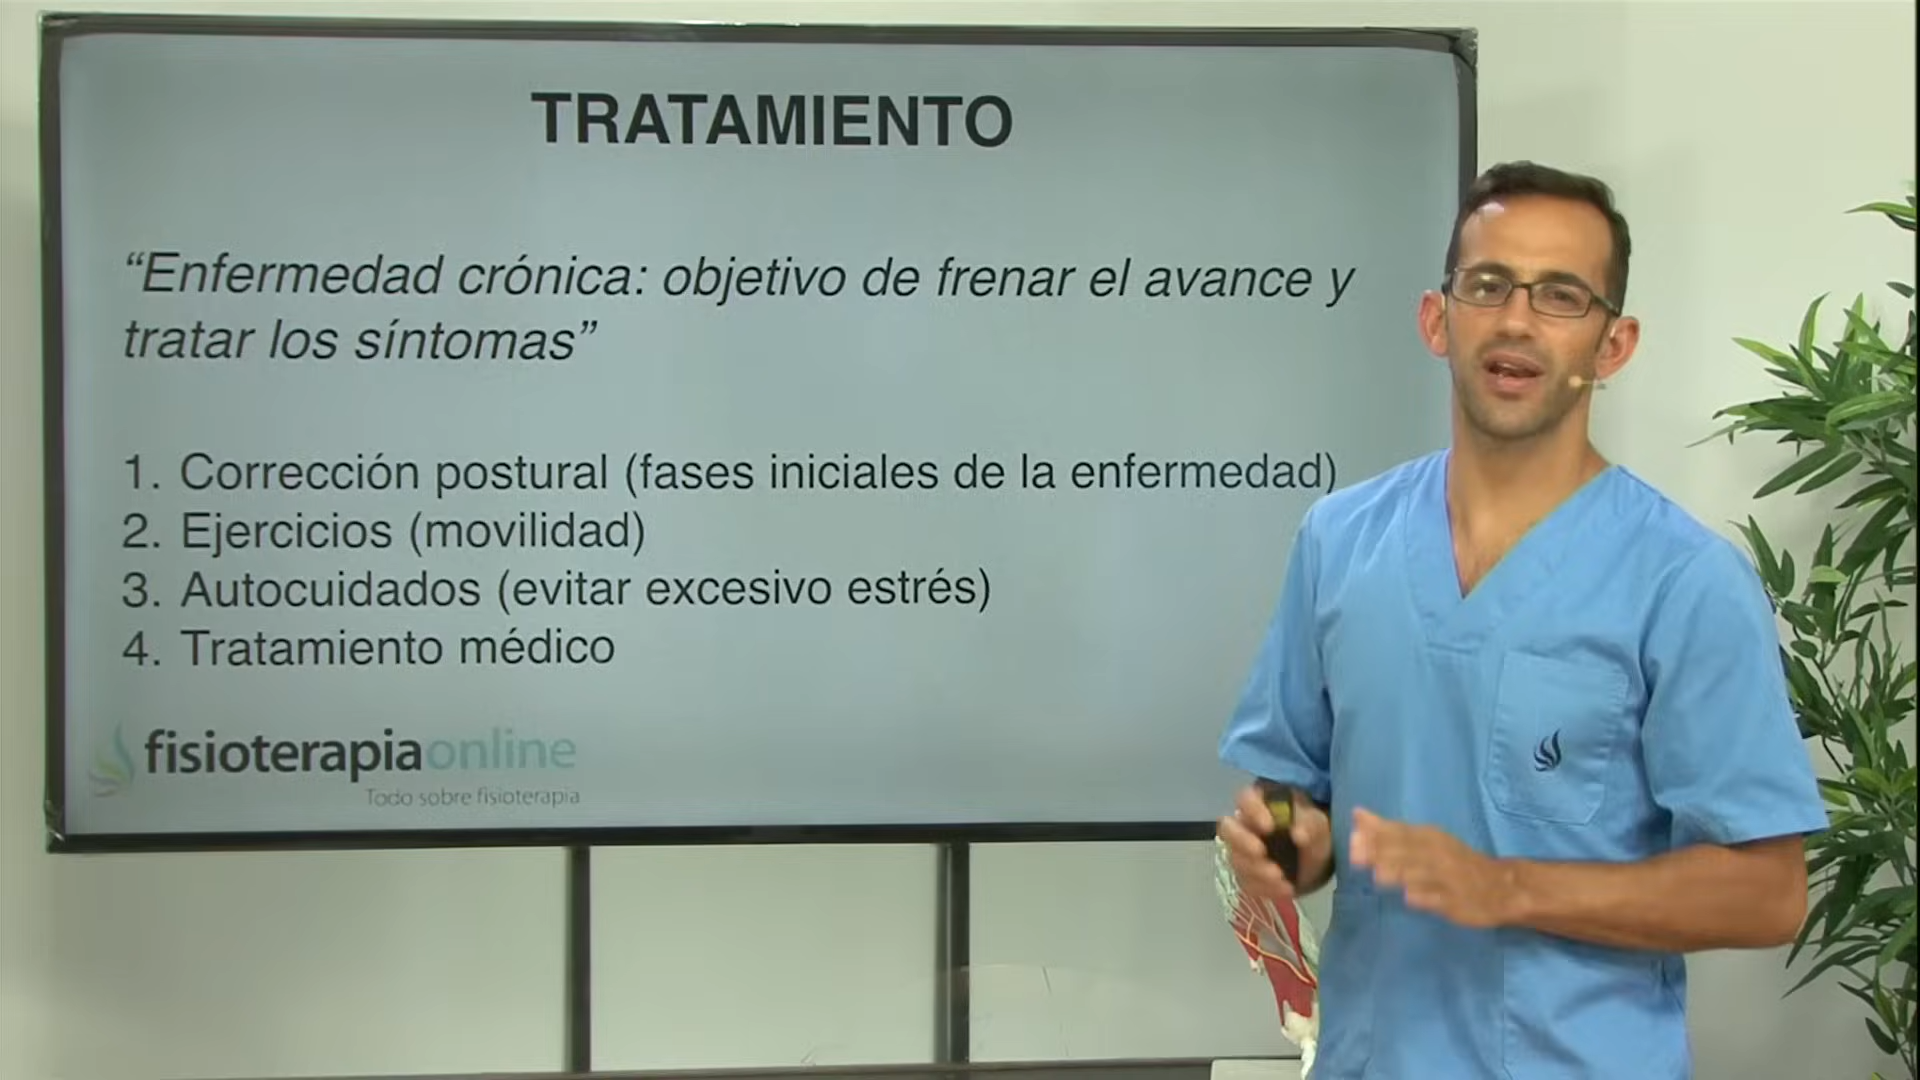 TRATAMIENTO
“Enfermedad crónica: objetivo de frenar el avance y
tratar los síntomas”
1. Corrección postural (fases iniciales de la enfermedad)
2. Ejercicios (movilidad)
3. Autocuidados (evitar excesivo estrés)
4. Tratamiento médico
fisioterapiaonline
Todo sobre fisioterapia